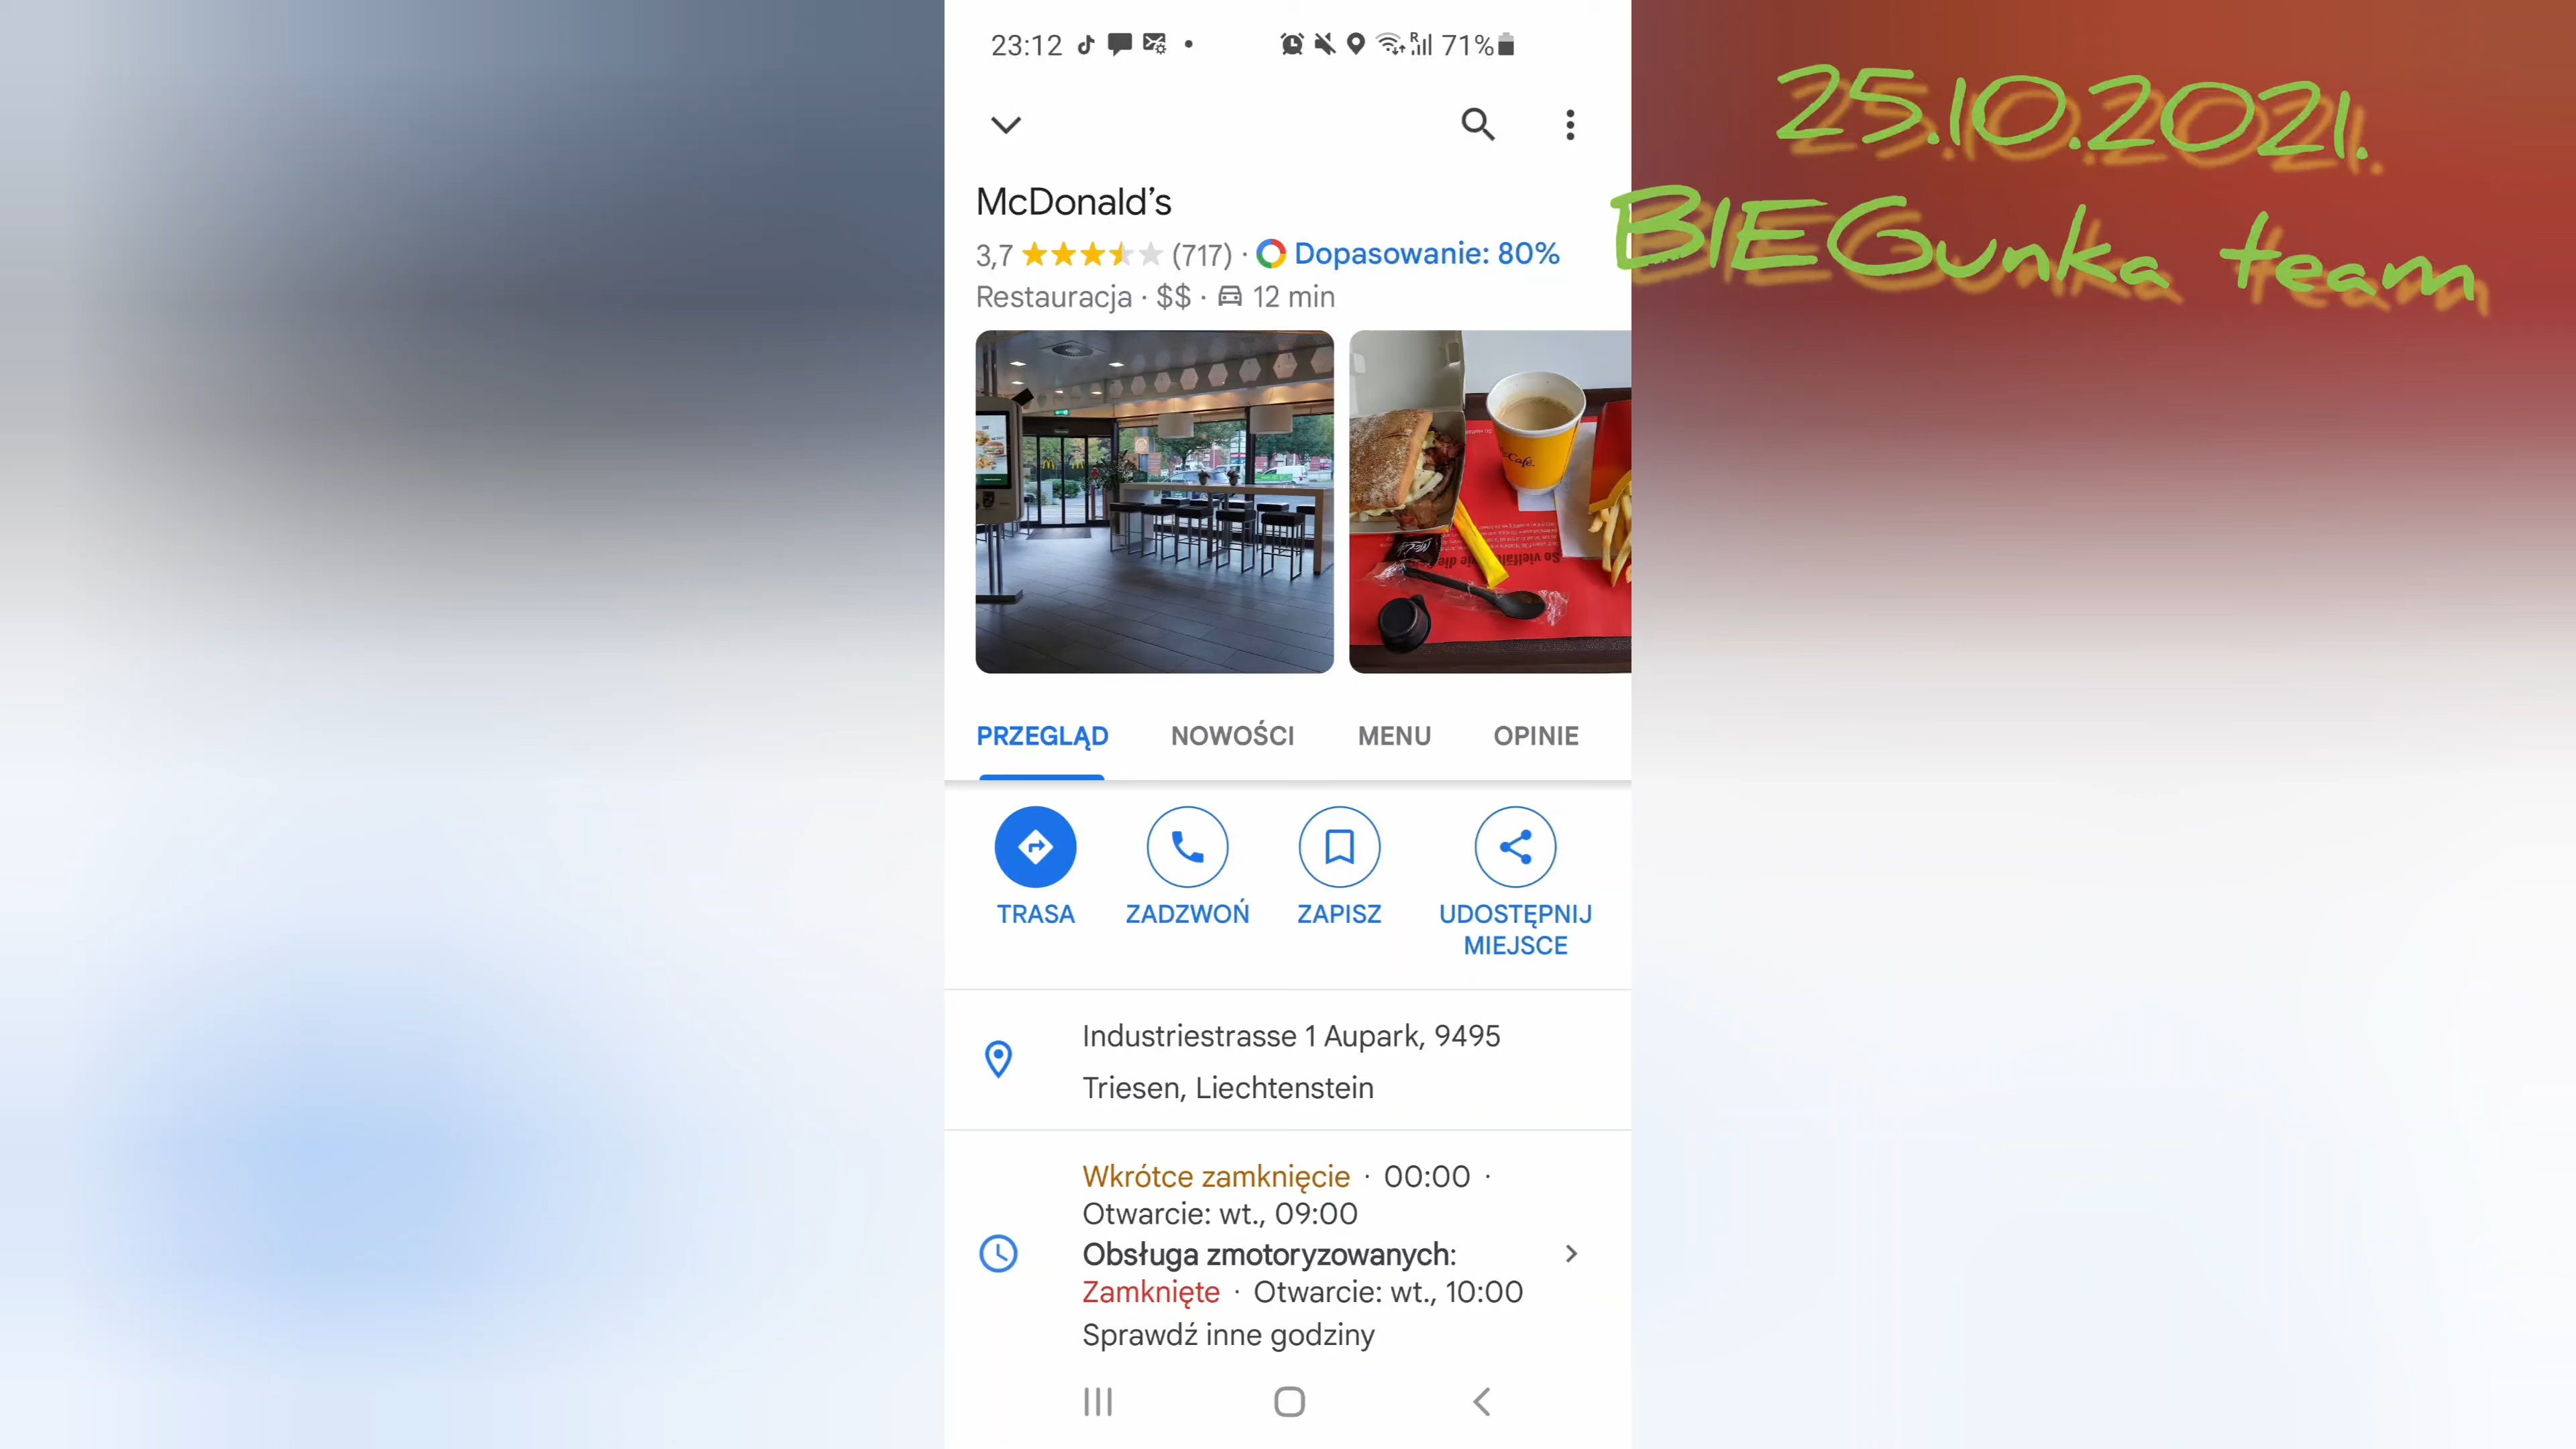 23:12 71%
25.10.2021.
BIEGunka team
McDonald's
3,7 (717) · Dopasowanie: 80%
Restauracja · $$ · 12 min
McCafé.
PRZEGLĄD NOWOŚCI MENU OPINIE
TRASA ZADZWOŃ ZAPISZ UDOSTĘPNIJ
MIEJSCE
Industriestrasse 1 Aupark, 9495
Triesen, Liechtenstein
Wkrótce zamknięcie · 00:00 ·
Otwarcie: wt., 09:00
Obsługa zmotoryzowanych:
Zamknięte · Otwarcie: wt., 10:00
Sprawdź inne godziny